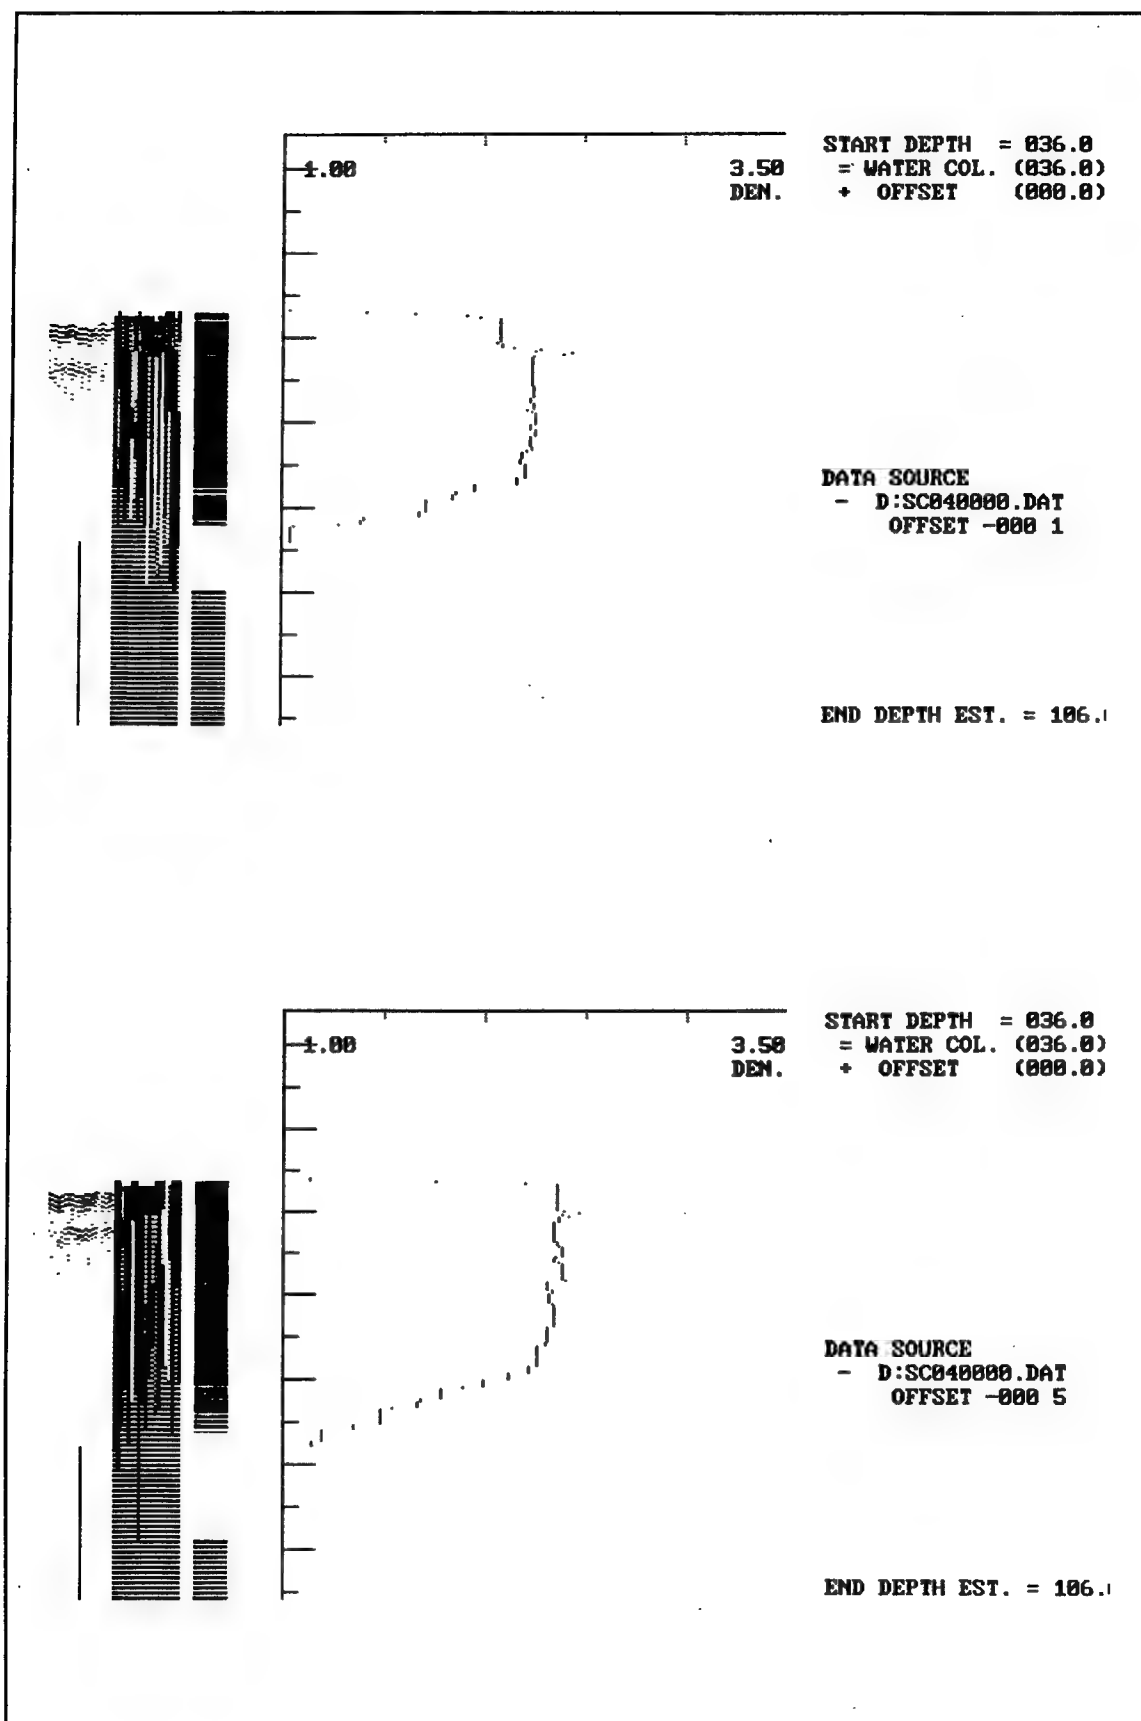 START DEPTH = 036.0
1.00 3.50 = WATER COL. (036.0)
DEN. + OFFSET (000.0)
DATA SOURCE
- D:SC040000.DAT
OFFSET -000 1
END DEPTH EST. = 106.
START DEPTH = 036.0
1.00 3.50 = WATER COL. (036.0)
DEN. + OFFSET (000.0)
DATA SOURCE
- D:SC040000.DAT
OFFSET -000 5
END DEPTH EST. = 106.